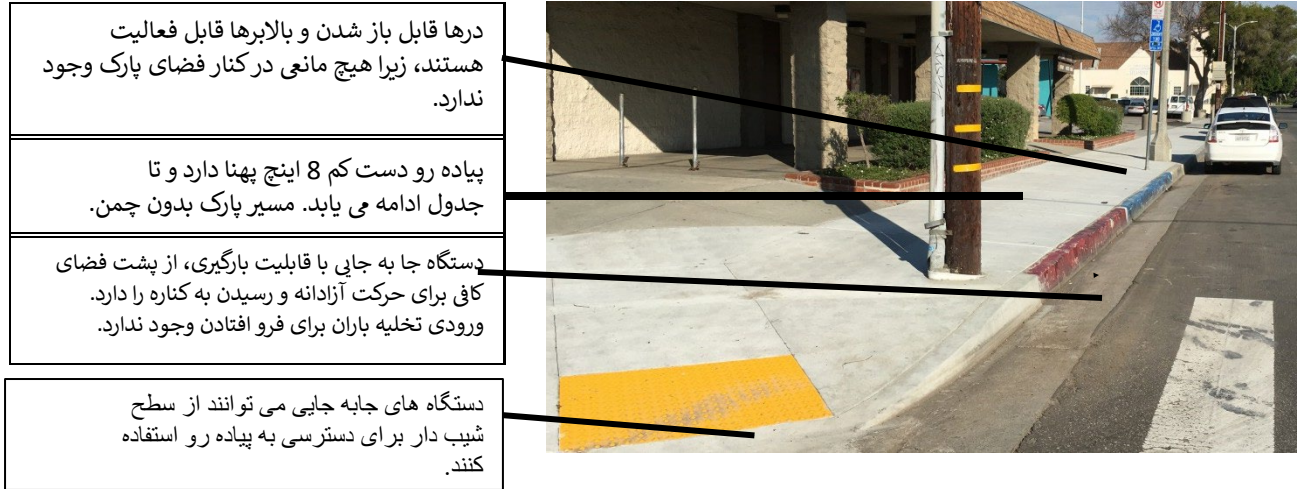 درها قابل باز شدن و بالابرها قابل فعالیت
هستند، زیرا هیچ مانعی در کنار فضای پارک وجود
ندارد.
پیاده رو دست کم 8 اینچ پهنا دارد و تا
جدول ادامه می یابد. مسیر پارک بدون چمن.
دستگاه جا به جایی با قابلیت بارگیری، از پشت فضای
کافی برای حرکت آزادانه و رسیدن به کناره را دارد.
ورودی تخلیه باران برای فرو افتادن وجود ندارد.
دستگاه های جابه جایی می توانند از سطح
شیب دار برای دسترسی به پیاده رو استفاده
کنند.